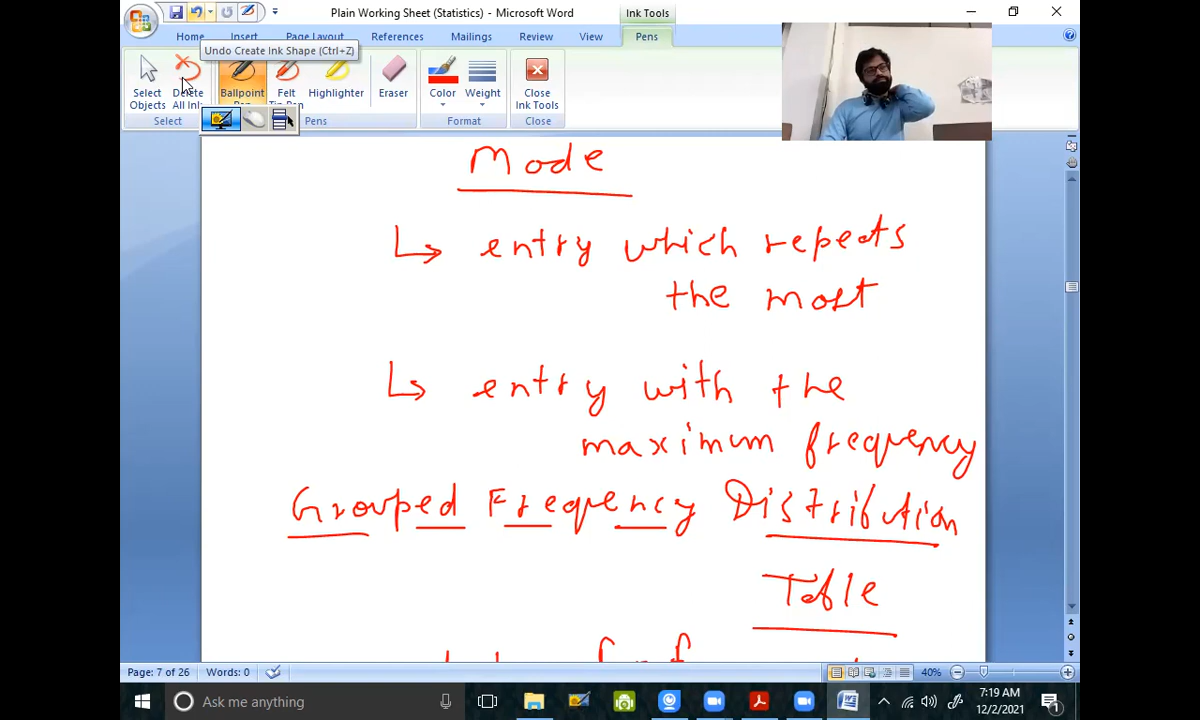 Plain Working Sheet (Statistics) - Microsoft Word
Ink Tools
Home
Insert
Page Layout
References
Mailings
Review
View
Pens
Undo Create Ink Shape (Ctrl+Z)
Select Objects
Delete All Ink
Ballpoint Pen
Felt Tip Pen
Highlighter
Eraser
Color
Weight
Close Ink Tools
Select
Pens
Format
Close
Mode
↳ entry which repeats
the most
↳ entry with the
maximum frequency
Grouped Frequency Distribution
Table
Page: 7 of 26
Words: 0
40%
Ask me anything
7:19 AM
12/2/2021
1